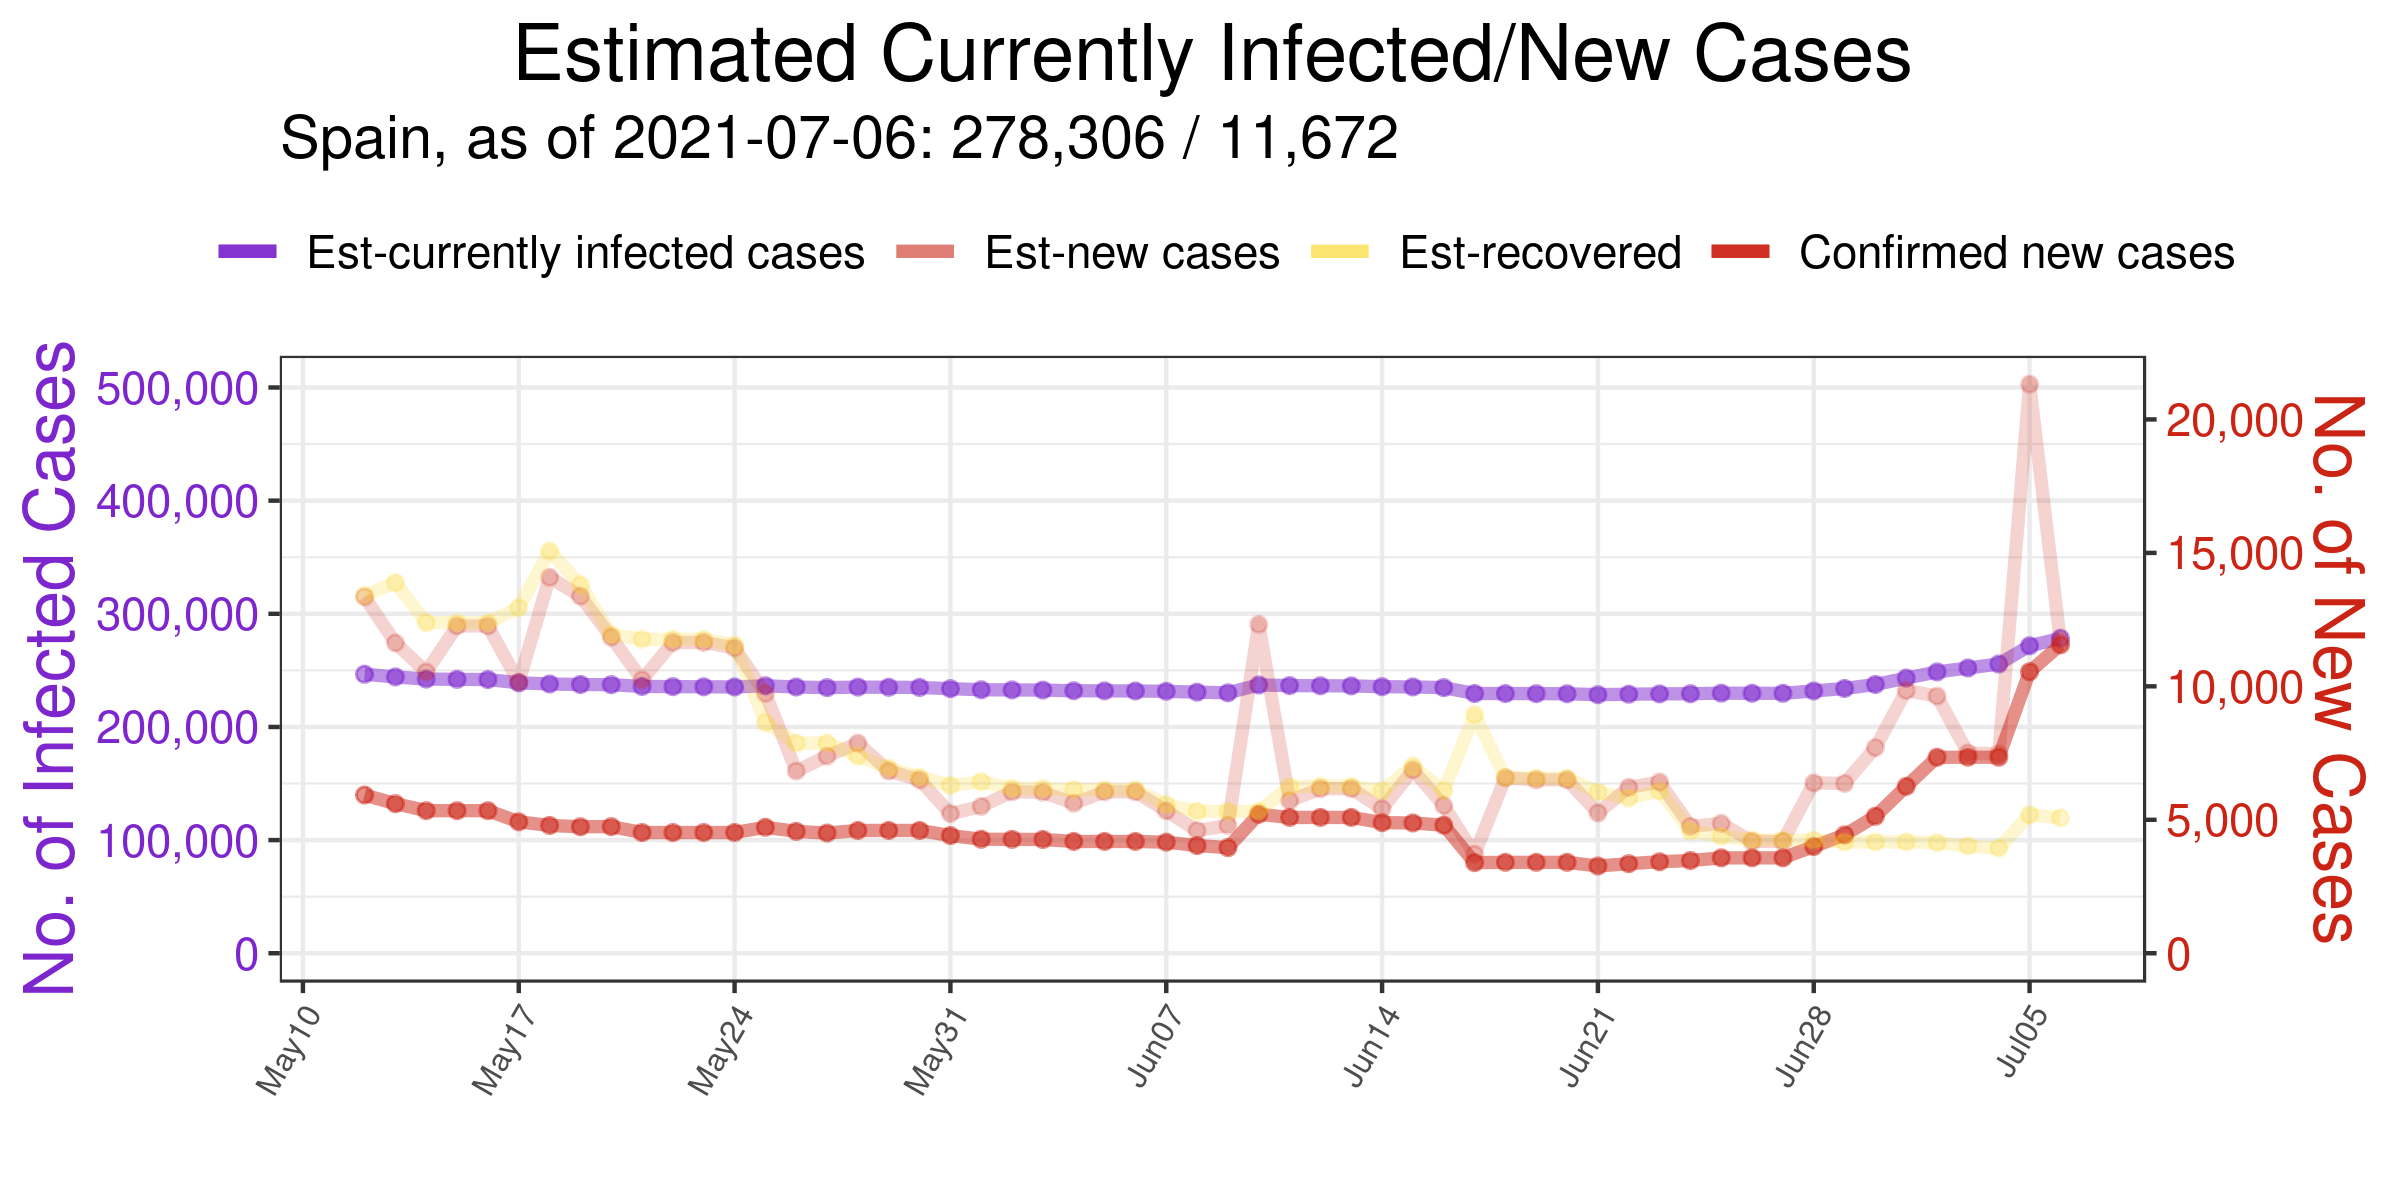 Estimated Currently Infected/New Cases
Spain, as of 2021-07-06: 278,306 / 11,672
Est-currently infected cases Est-new cases Est-recovered Confirmed new cases
No. of Infected Cases
500,000
400,000
300,000
200,000
100,000
0
20,000
15,000
10,000
5,000
0
No. of New Cases
May10 May17 May24 May31 Jun07 Jun14 Jun21 Jun28 Jul05